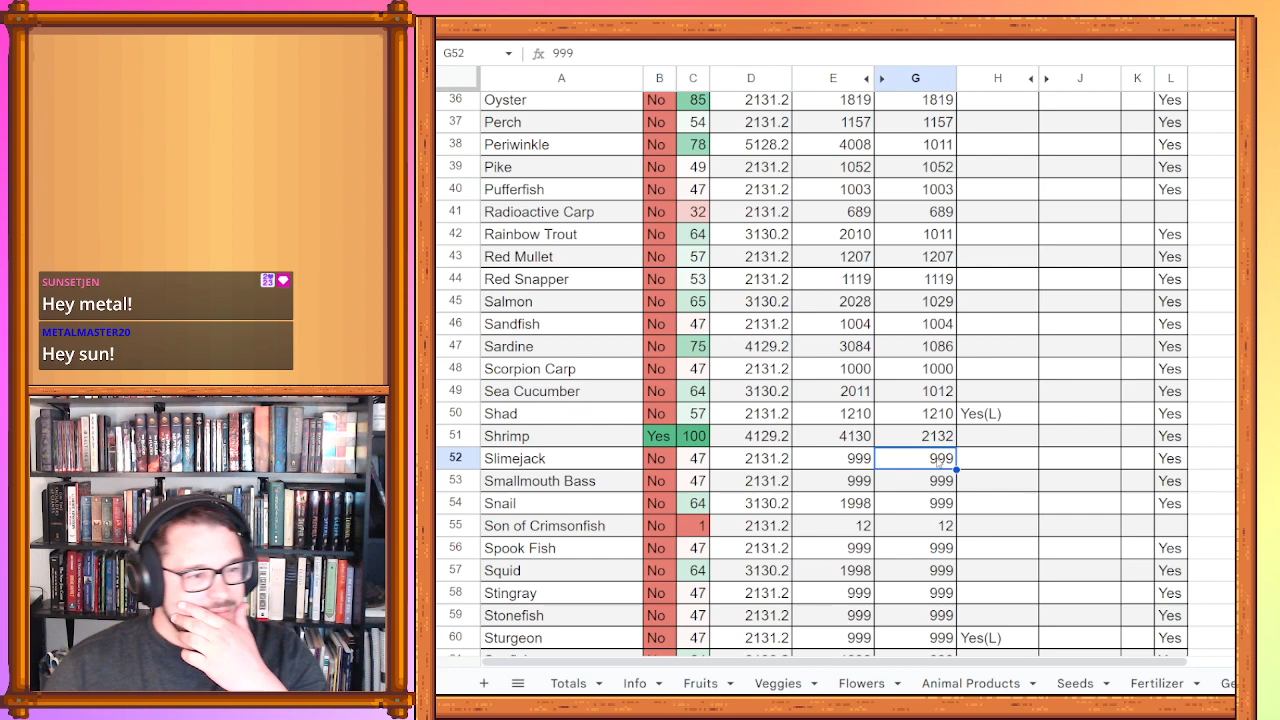 G52 fx 999
A B C D E G H J K L
36 Oyster No 85 2131.2 1819 1819 Yes
37 Perch No 54 2131.2 1157 1157 Yes
38 Periwinkle No 78 5128.2 4008 1011 Yes
39 Pike No 49 2131.2 1052 1052 Yes
40 Pufferfish No 47 2131.2 1003 1003 Yes
41 Radioactive Carp No 32 2131.2 689 689
42 Rainbow Trout No 64 3130.2 2010 1011 Yes
43 Red Mullet No 57 2131.2 1207 1207 Yes
44 Red Snapper No 53 2131.2 1119 1119 Yes
45 Salmon No 65 3130.2 2028 1029 Yes
46 Sandfish No 47 2131.2 1004 1004 Yes
47 Sardine No 75 4129.2 3084 1086 Yes
48 Scorpion Carp No 47 2131.2 1000 1000 Yes
49 Sea Cucumber No 64 3130.2 2011 1012 Yes
50 Shad No 57 2131.2 1210 1210 Yes(L) Yes
51 Shrimp Yes 100 4129.2 4130 2132 Yes
52 Slimejack No 47 2131.2 999 999 Yes
53 Smallmouth Bass No 47 2131.2 999 999 Yes
54 Snail No 64 3130.2 1998 999 Yes
55 Son of Crimsonfish No 1 2131.2 12 12 Yes
56 Spook Fish No 47 2131.2 999 999 Yes
57 Squid No 64 3130.2 1998 999 Yes
58 Stingray No 47 2131.2 999 999 Yes
59 Stonefish No 47 2131.2 999 999 Yes
60 Sturgeon No 47 2131.2 999 999 Yes(L) Yes
+ Totals Info Fruits Veggies Flowers Animal Products Seeds Fertilizer Ge
SUNSETJEN
Hey metal!
METALMASTER20
Hey sun!